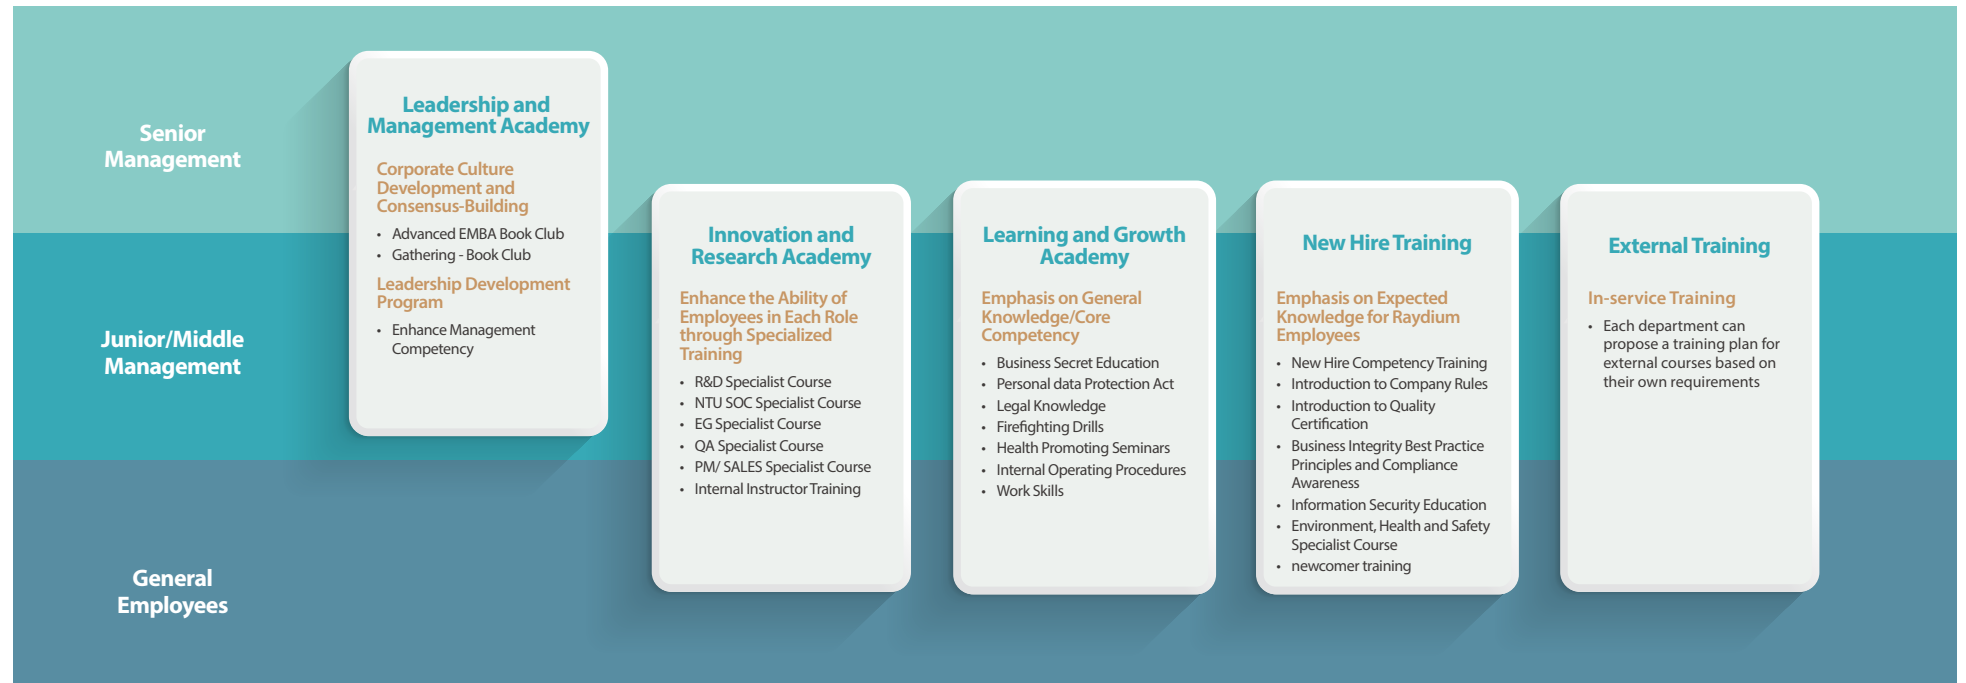 Senior
Management
Junior/Middle
Management
General
Employees
Leadership and
Management Academy
Corporate Culture
Development and
Consensus-Building
• Advanced EMBA Book Club
• Gathering - Book Club
Leadership Development
Program
• Enhance Management
Competency
Innovation and
Research Academy
Enhance the Ability of
Employees in Each Role
through Specialized
Training
• R&D Specialist Course
• NTU SOC Specialist Course
• EG Specialist Course
• QA Specialist Course
• PM/ SALES Specialist Course
• Internal Instructor Training
Learning and Growth
Academy
Emphasis on General
Knowledge/Core
Competency
• Business Secret Education
• Personal data Protection Act
• Legal Knowledge
• Firefighting Drills
• Health Promoting Seminars
• Internal Operating Procedures
• Work Skills
New Hire Training
Emphasis on Expected
Knowledge for Raydium
Employees
• New Hire Competency Training
• Introduction to Company Rules
• Introduction to Quality
Certification
• Business Integrity Best Practice
Principles and Compliance
Awareness
• Information Security Education
• Environment, Health and Safety
Specialist Course
• newcomer training
External Training
In-service Training
• Each department can
propose a training plan for
external courses based on
their own requirements